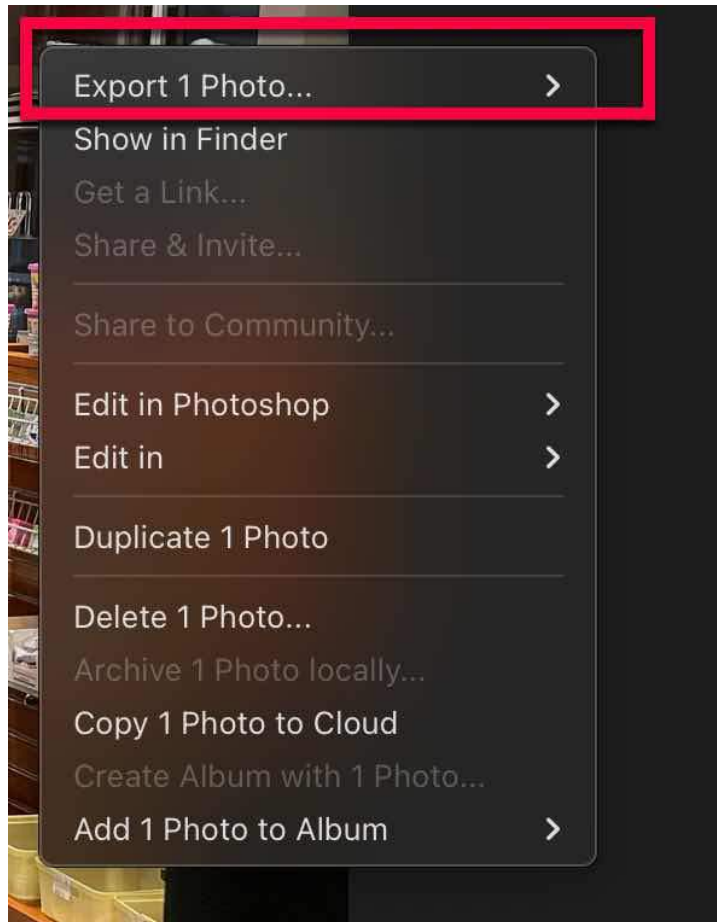 Export 1 Photo...
Show in Finder
Get a Link...
Share & Invite...
Share to Community...
Edit in Photoshop
Edit in
Duplicate 1 Photo
Delete 1 Photo...
Archive 1 Photo locally...
Copy 1 Photo to Cloud
Create Album with 1 Photo...
Add 1 Photo to Album